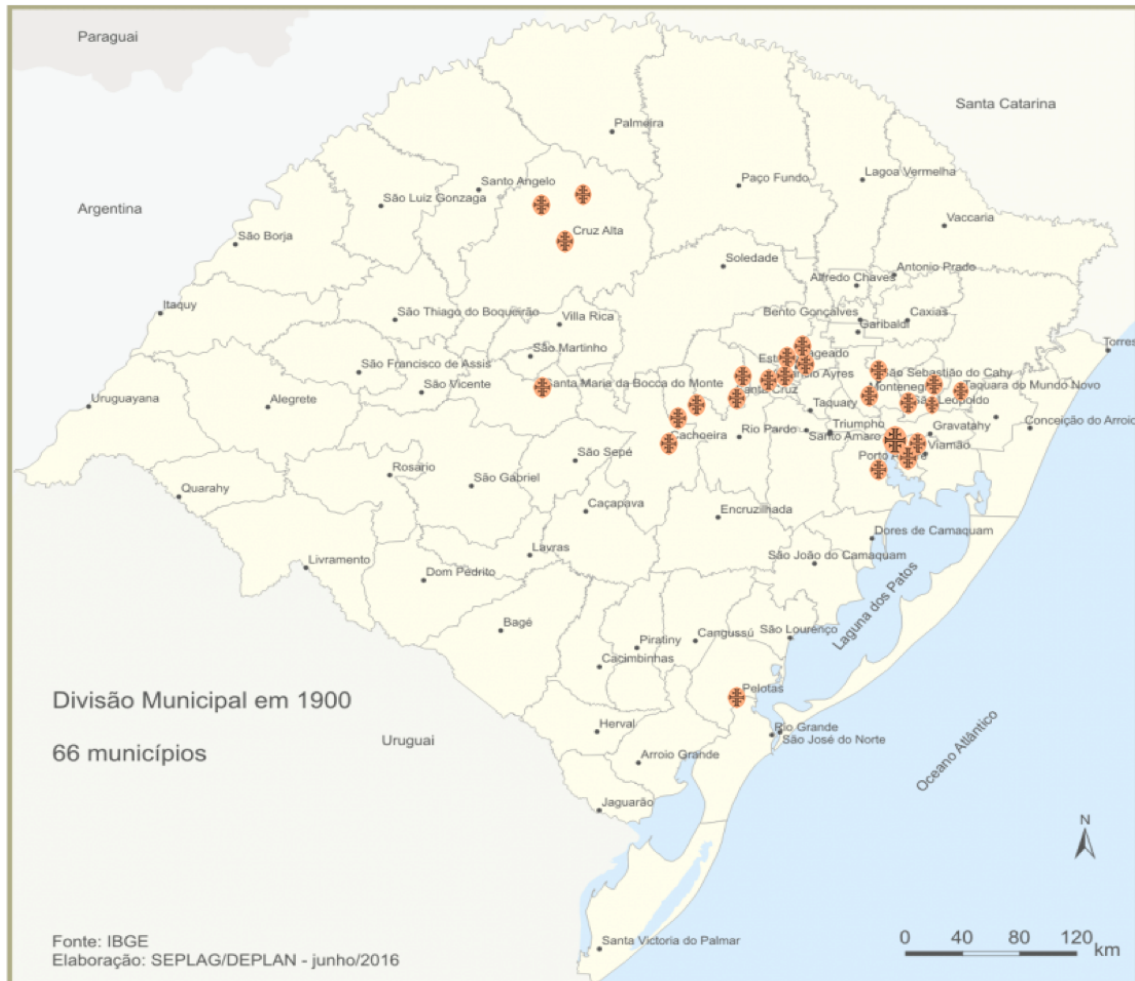 Paraguai
Santa Catarina
Palmeira
Lagoa Vermelha
Paço Fundo
Santo Angelo
São Luiz Gonzaga
Argentina
Vaccaria
São Borja
Cruz Alta
Soledade
Antonio Prado
Alfredo Chaves
Itaquy
São Thiago do Boqueirão
Villa Rica
Bento Gonçalves
Caxias
Garibaldi
Torres
São Martinho
São Francisco de Assis
São Sebastião do Cahy
São Vicente
Santa Maria da Bocca do Monte
Taquara do Mundo Novo
Uruguayana
Alegrete
Taquary
São Leopoldo
Conceição do Arroio
Triumpho
Gravatahy
Cachoeira
Rio Pardo
Santo Amaro
Viamão
São Sepé
Rosario
São Gabriel
Quarahy
Caçapava
Encruzilhada
Dores de Camaquam
Lavras
São João do Camaquam
Livramento
Dom Pedrito
Laguna dos Patos
Bagé
São Lourenço
Piratiny
Cangussú
Cacimbinhas
Pelotas
Divisão Municipal em 1900
Herval
Rio Grande
São José do Norte
Uruguai
66 municípios
Arroio Grande
Oceano Atlântico
Jaguarão
N
Santa Victoria do Palmar
0 40 80 120 km
Fonte: IBGE
Elaboração: SEPLAG/DEPLAN - junho/2016